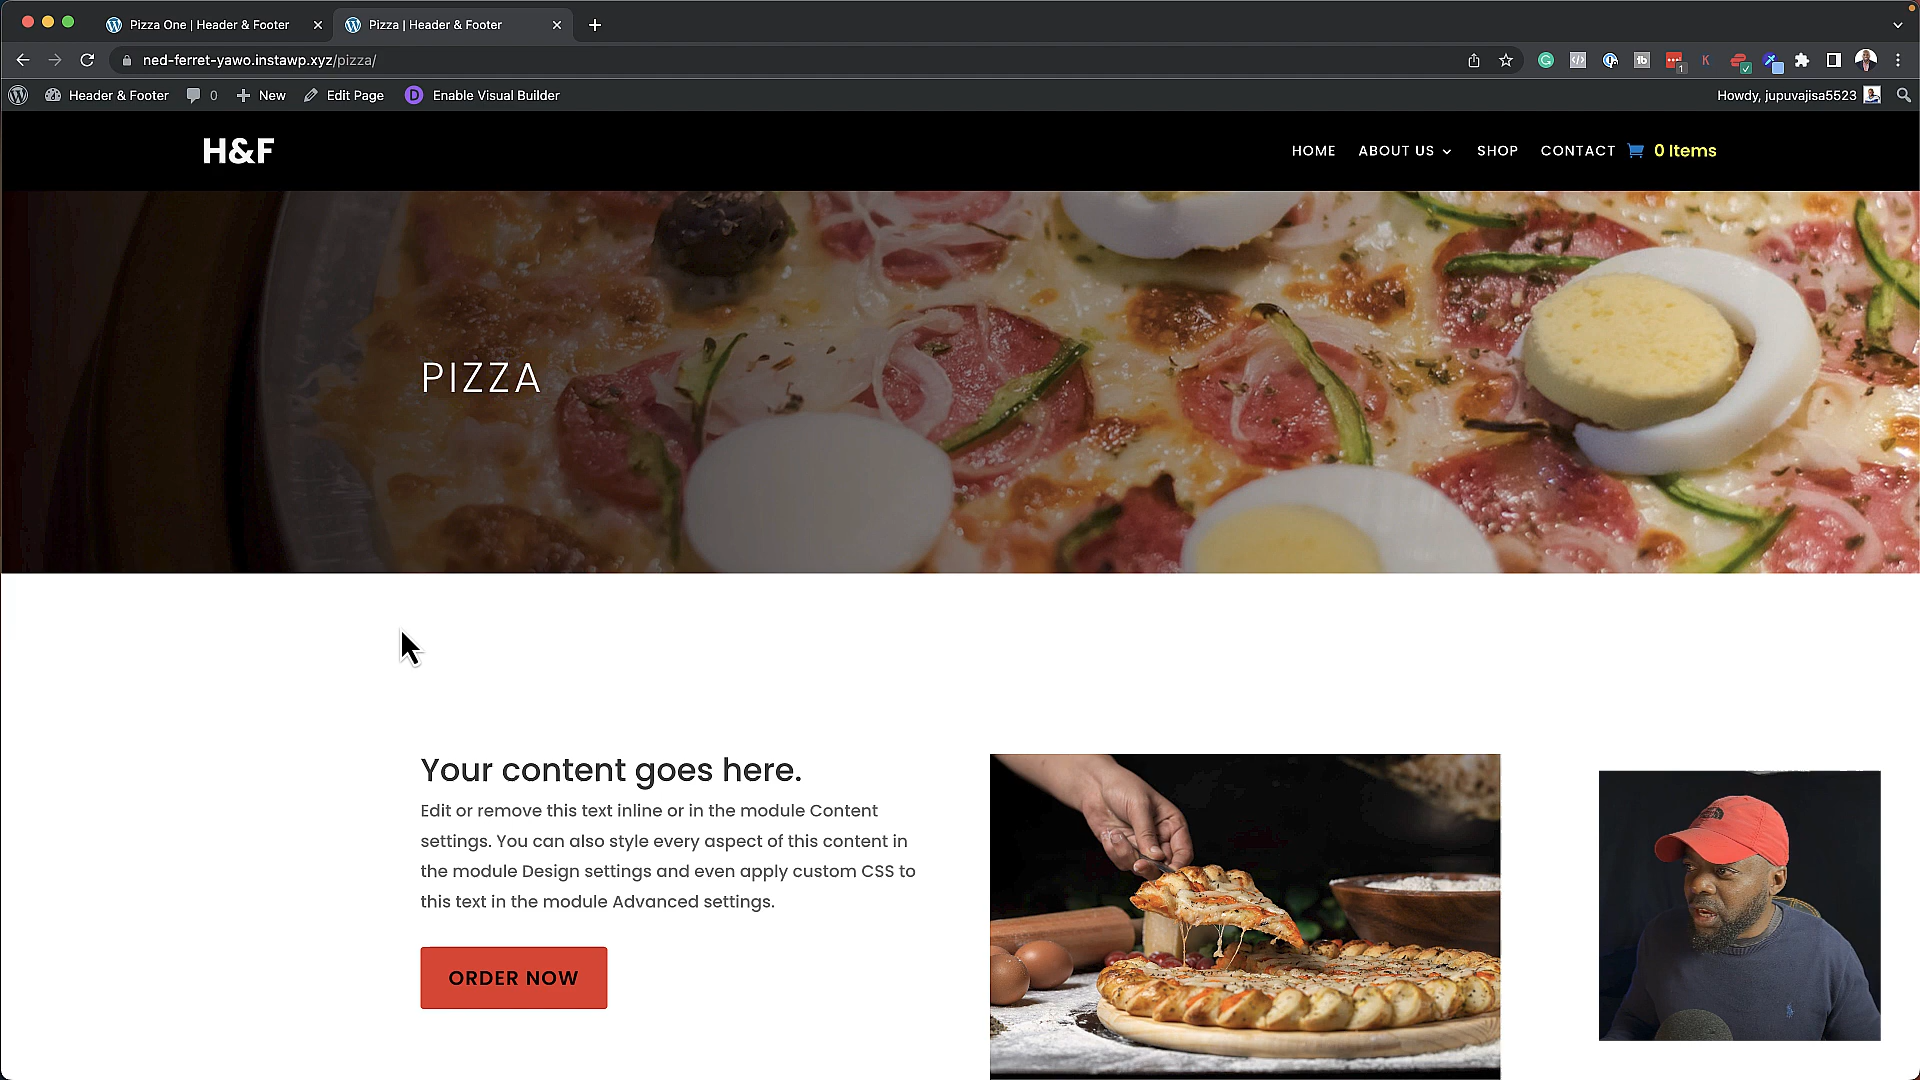 Pizza One | Header & Footer
Pizza | Header & Footer
ned-ferret-yawo.instawp.xyz/pizza/
Header & Footer
0
New
Edit Page
D
Enable Visual Builder
Howdy, jupuvajisa5523
H&F
HOME
ABOUT US
SHOP
CONTACT
0 Items
PIZZA
Your content goes here.
Edit or remove this text inline or in the module Content
settings. You can also style every aspect of this content in
the module Design settings and even apply custom CSS to
this text in the module Advanced settings.
ORDER NOW